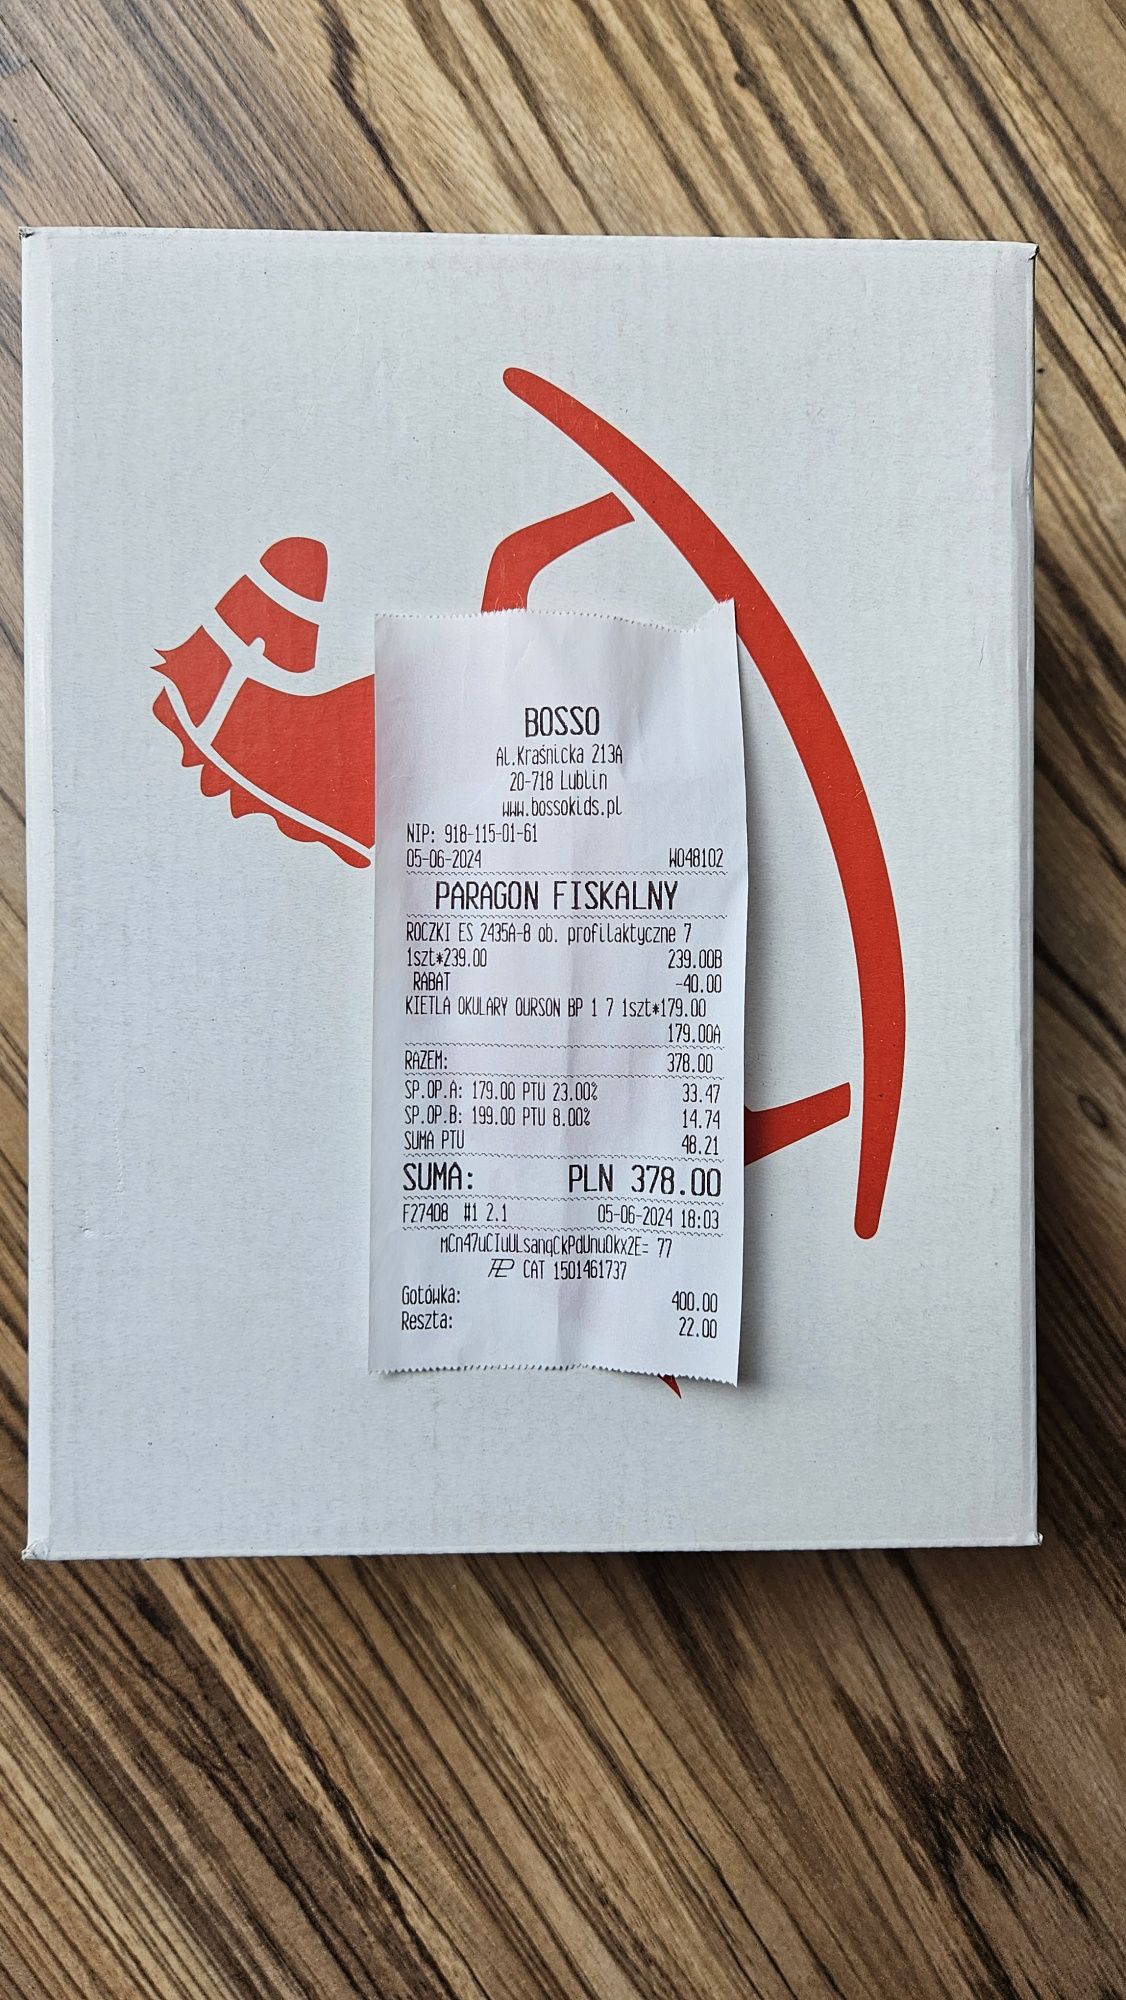 BOSSO
Al.Kraśnicka 213A
20-718 Lublin
www.bossokids.pl
NIP: 918-115-01-61
05-06-2024 W048102
PARAGON FISKALNY
ROCZKI ES 2435A-8 ob. profilaktyczne 7
1szt*239.00 239.00B
RABAT -40.00
KIETLA OKULARY OURSON BP 1 7 1szt*179.00
179.00A
RAZEM: 378.00
SP.OP.A: 179.00 PTU 23.00% 33.47
SP.OP.B: 199.00 PTU 8.00% 14.74
SUMA PTU 48.21
SUMA: PLN 378.00
F27408 #1 2.1 05-06-2024 18:03
mCn47uCIuULsanqCkPdUnu0kx2E= 77
PL CAT 1501461737
Gotówka: 400.00
Reszta: 22.00